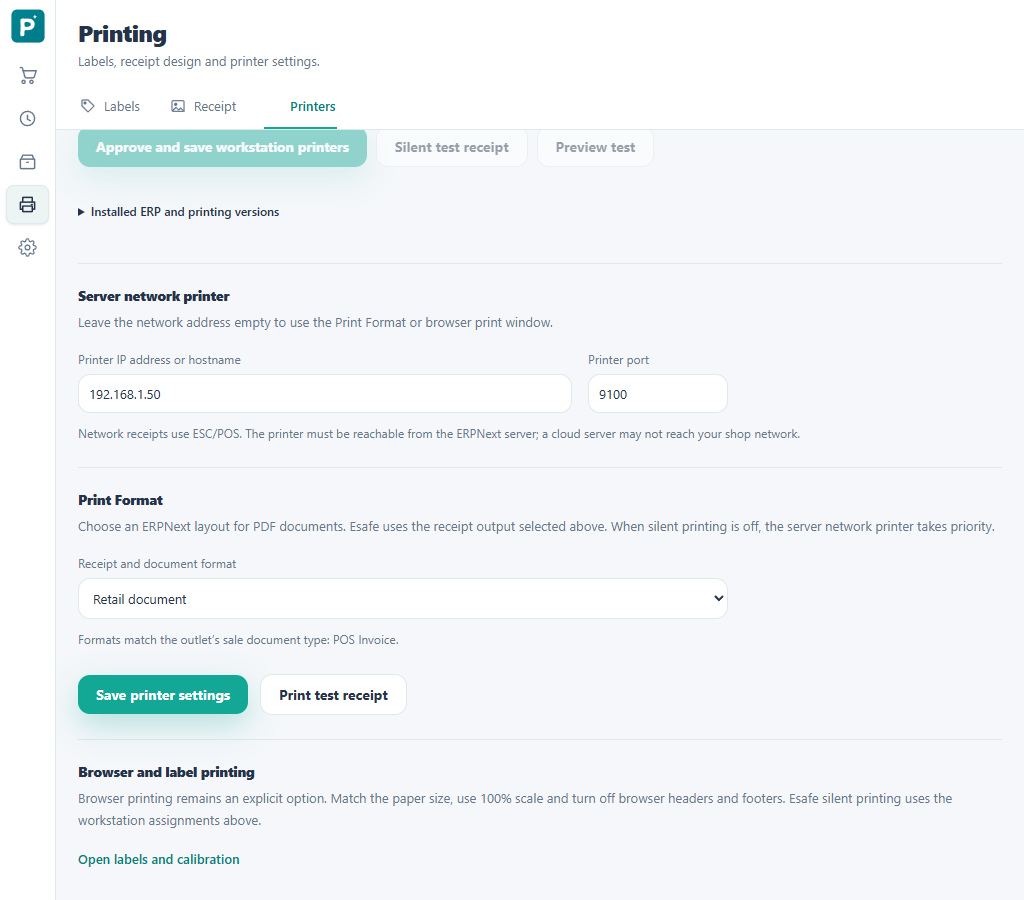 P
Printing
Labels, receipt design and printer settings.
Labels
Receipt
Printers
Approve and save workstation printers
Silent test receipt
Preview test
Installed ERP and printing versions
Server network printer
Leave the network address empty to use the Print Format or browser print window.
Printer IP address or hostname
Printer port
192.168.1.50
9100
Network receipts use ESC/POS. The printer must be reachable from the ERPNext server; a cloud server may not reach your shop network.
Print Format
Choose an ERPNext layout for PDF documents. Esafe uses the receipt output selected above. When silent printing is off, the server network printer takes priority.
Receipt and document format
Retail document
Formats match the outlet’s sale document type: POS Invoice.
Save printer settings
Print test receipt
Browser and label printing
Browser printing remains an explicit option. Match the paper size, use 100% scale and turn off browser headers and footers. Esafe silent printing uses the
workstation assignments above.
Open labels and calibration